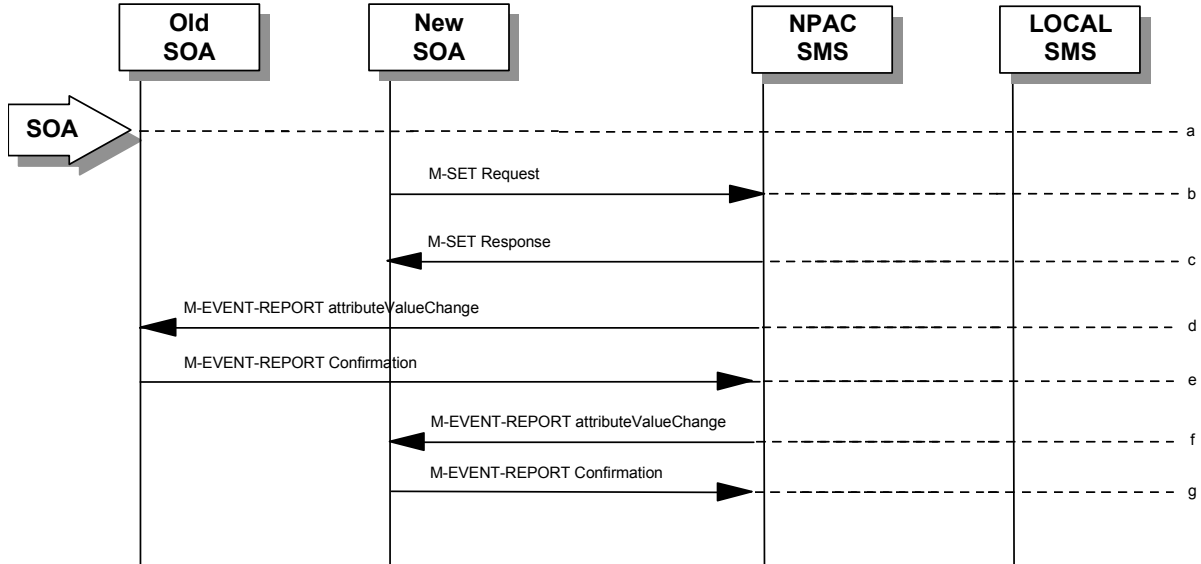 Old
SOA
New
SOA
NPAC
SMS
LOCAL
SMS
SOA
a
M-SET Request
b
M-SET Response
c
M-EVENT-REPORT attributeValueChange
d
M-EVENT-REPORT Confirmation
e
M-EVENT-REPORT attributeValueChange
f
M-EVENT-REPORT Confirmation
g